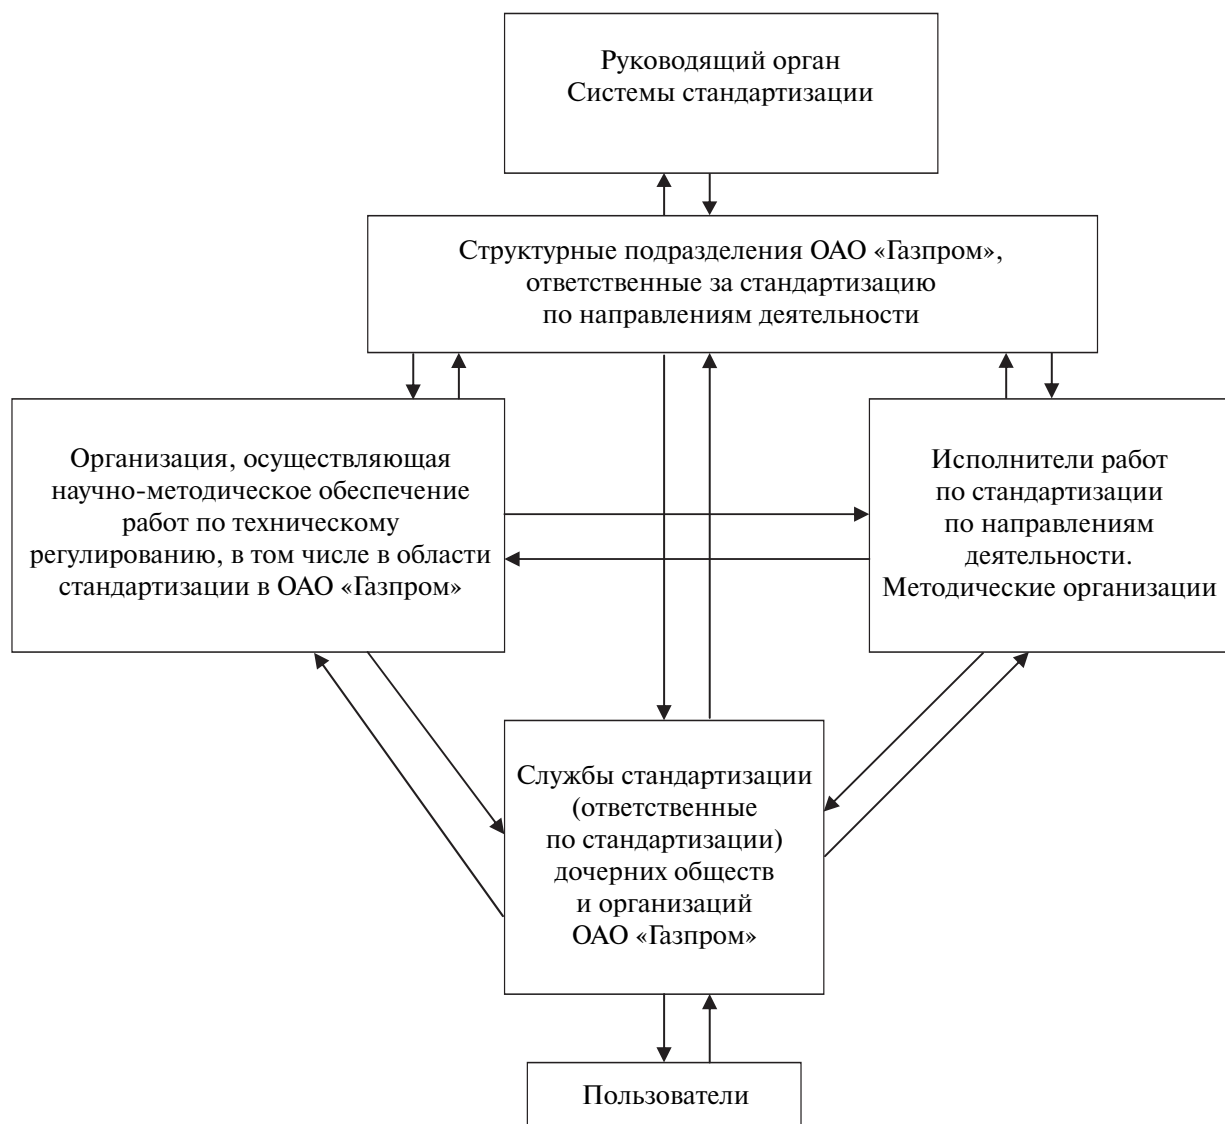 Руководящий орган
Системы стандартизации
Структурные подразделения ОАО «Газпром»,
ответственные за стандартизацию
по направлениям деятельности
Организация, осуществляющая
научно-методическое обеспечение
работ по техническому
регулированию, в том числе в области
стандартизации в ОАО «Газпром»
Исполнители работ
по стандартизации
по направлениям
деятельности.
Методические организации
Службы стандартизации
(ответственные
по стандартизации)
дочерних обществ
и организаций
ОАО «Газпром»
Пользователи